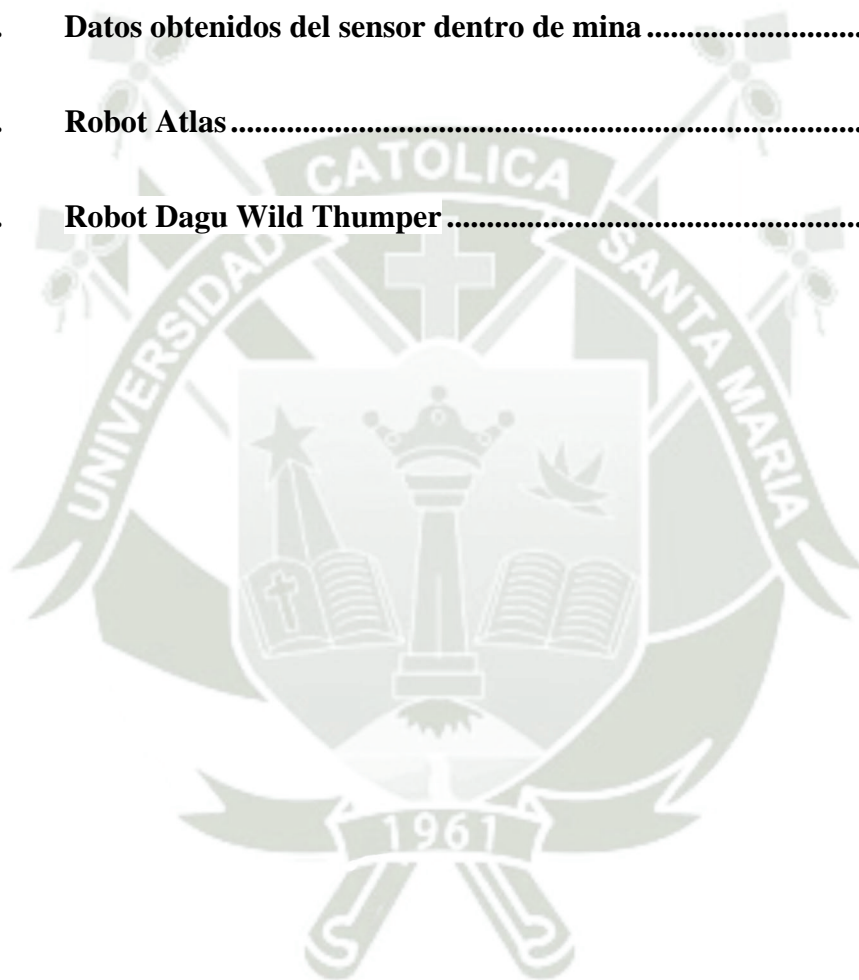 . Datos obtenidos del sensor dentro de mina ...........................
. Robot Atlas ...............................................................................
. Robot Dagu Wild Thumper ....................................................
UNIVERSIDAD CATOLICA SANTA MARIA
1961